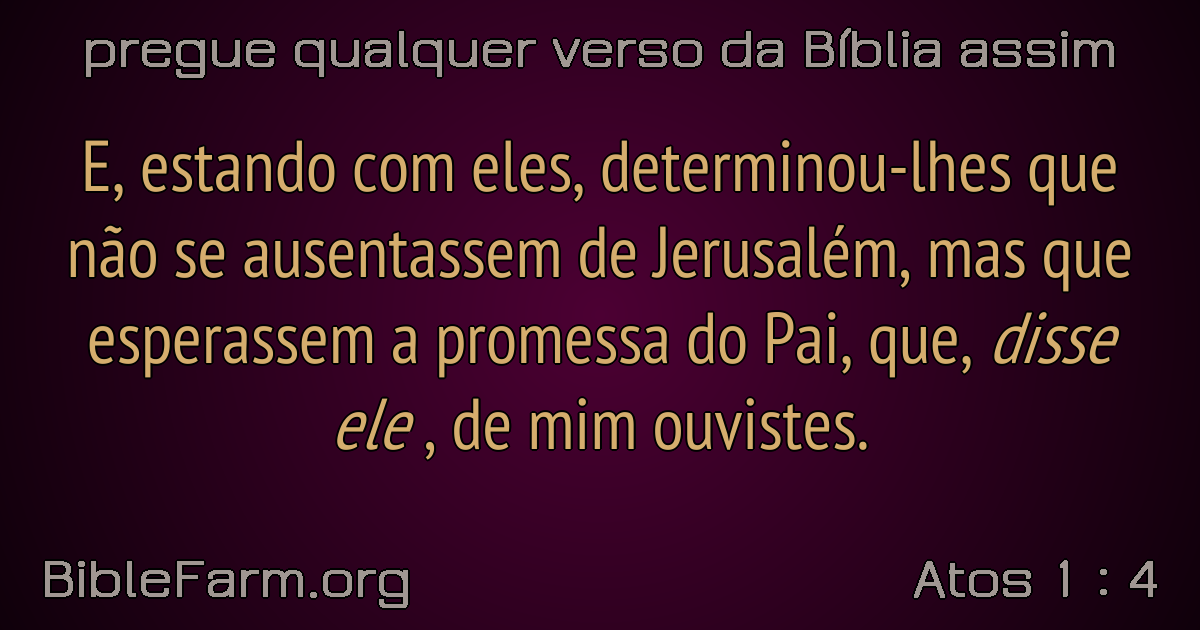 pregue qualquer verso da Bíblia assim
E, estando com eles, determinou-lhes que
não se ausentassem de Jerusalém, mas que
esperassem a promessa do Pai, que, disse
ele , de mim ouvistes.
BibleFarm.org
Atos 1 : 4